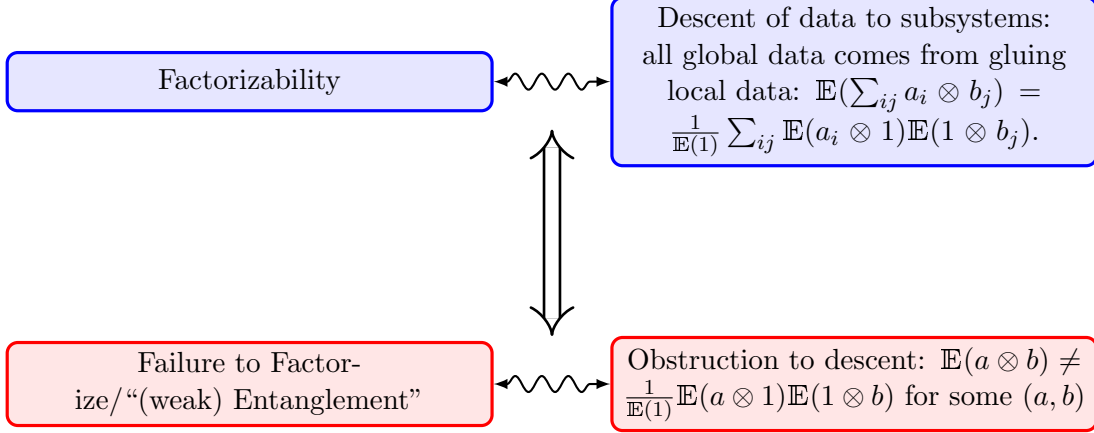 Factorizability
Descent of data to subsystems:
all global data comes from gluing
local data: 𝔼(∑_{ij} a_i ⊗ b_j) =
\frac{1}{𝔼(1)} ∑_{ij} 𝔼(a_i ⊗ 1)𝔼(1 ⊗ b_j).
Failure to Factor-
ize/“(weak) Entanglement”
Obstruction to descent: 𝔼(a ⊗ b) ≠
\frac{1}{𝔼(1)} 𝔼(a ⊗ 1)𝔼(1 ⊗ b) for some (a, b)